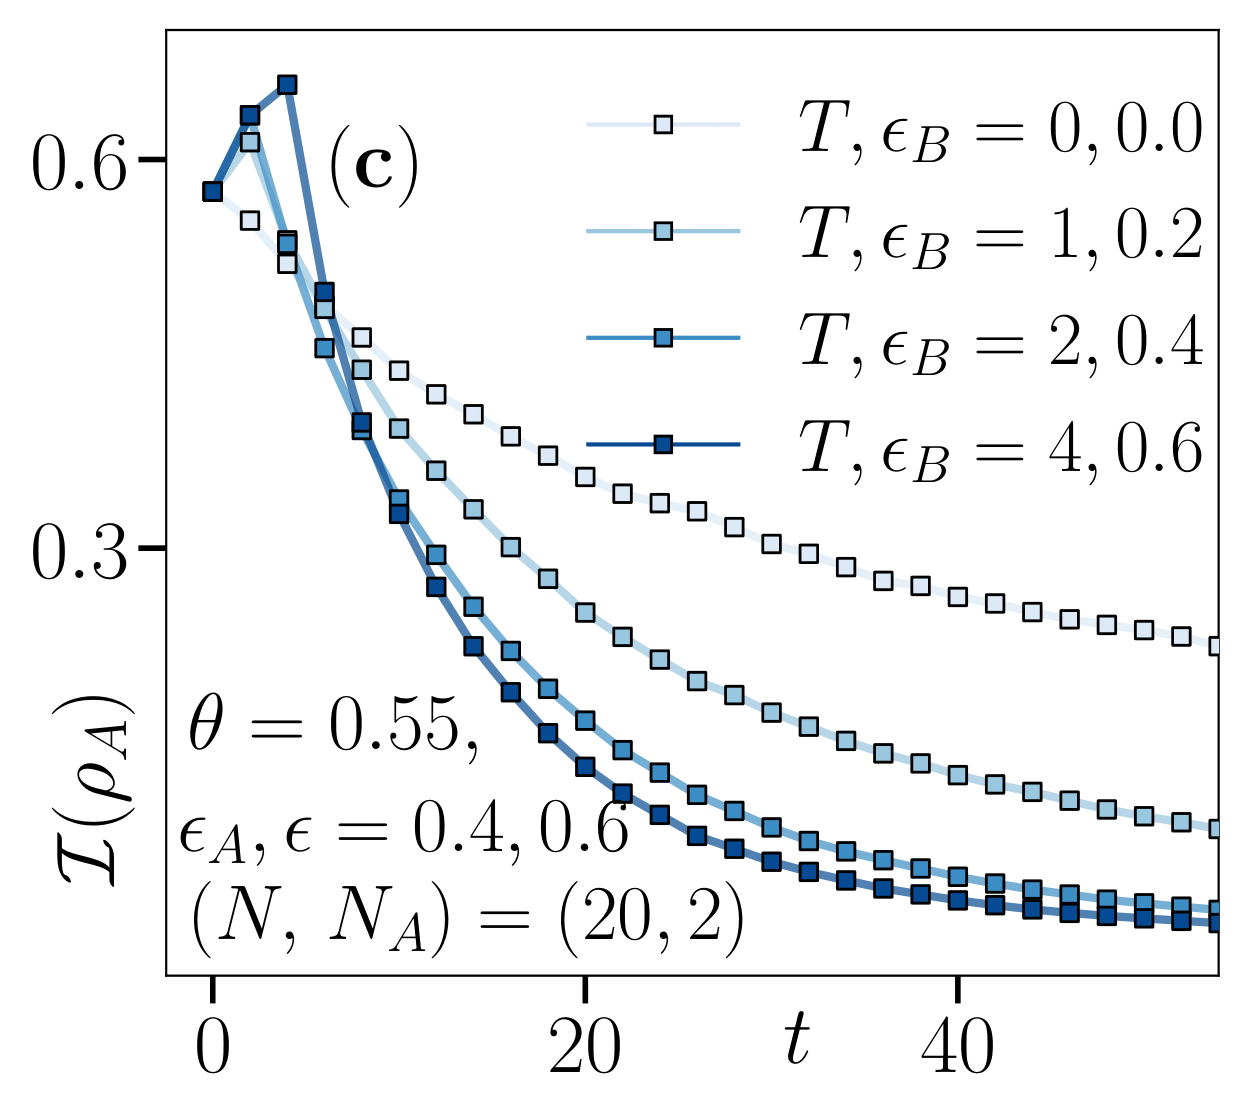 (c)
T, ϵ_B = 0, 0.0
T, ϵ_B = 1, 0.2
T, ϵ_B = 2, 0.4
T, ϵ_B = 4, 0.6
0.6
0.3
ℐ(ρ_A)
θ = 0.55,
ϵ_A, ϵ = 0.4, 0.6
(N, N_A) = (20, 2)
0
20
t
40